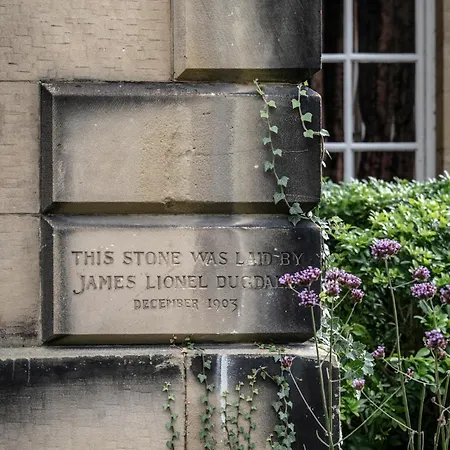 THIS STONE WAS LAID BY
JAMES LIONEL DUGDALE
DECEMBER 1903